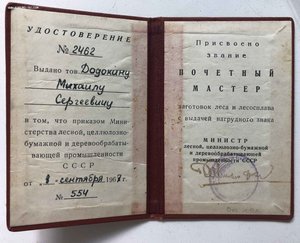 УДОСТОВЕРЕНИЕ
№ 2462
Выдано тов. Додокину
Михаилу
Сергеевичу
в том, что приказом Мини-
стерства лесной, целлюлозно-
бумажной и деревообрабаты-
вающей промышленности
СССР
от „9 сентября 1968 г.
№ 554
Присвоено
звание
ПОЧЕТНЫЙ
МАСТЕР
заготовок леса и лесосплава
с выдачей нагрудного знака
МИНИСТР
лесной, целлюлозно-бумажной
и деревообрабатывающей
промышленности СССР